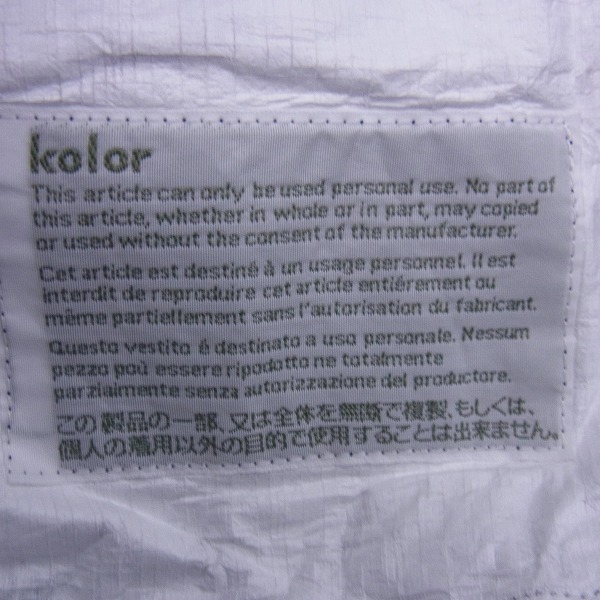 kolor
This article can only be used personal use. No part of
this article, whether in whole or in part, may copied
or used without the consent of the manufacturer.
Cet article est destiné à un usage personnel. Il est
interdit de reproduire cet article entiérement ou
même partiellement sans l'autorisation du fabricant.
Questo vestito é destinato a uso personale. Nessum
pezzo poú essere ripodotto ne totalmente
parzialmente senza autorizzazione del productore.
この製品の一部、又は全体を無断で複製、もしくは、
個人の着用以外の目的で使用することは出来ません。